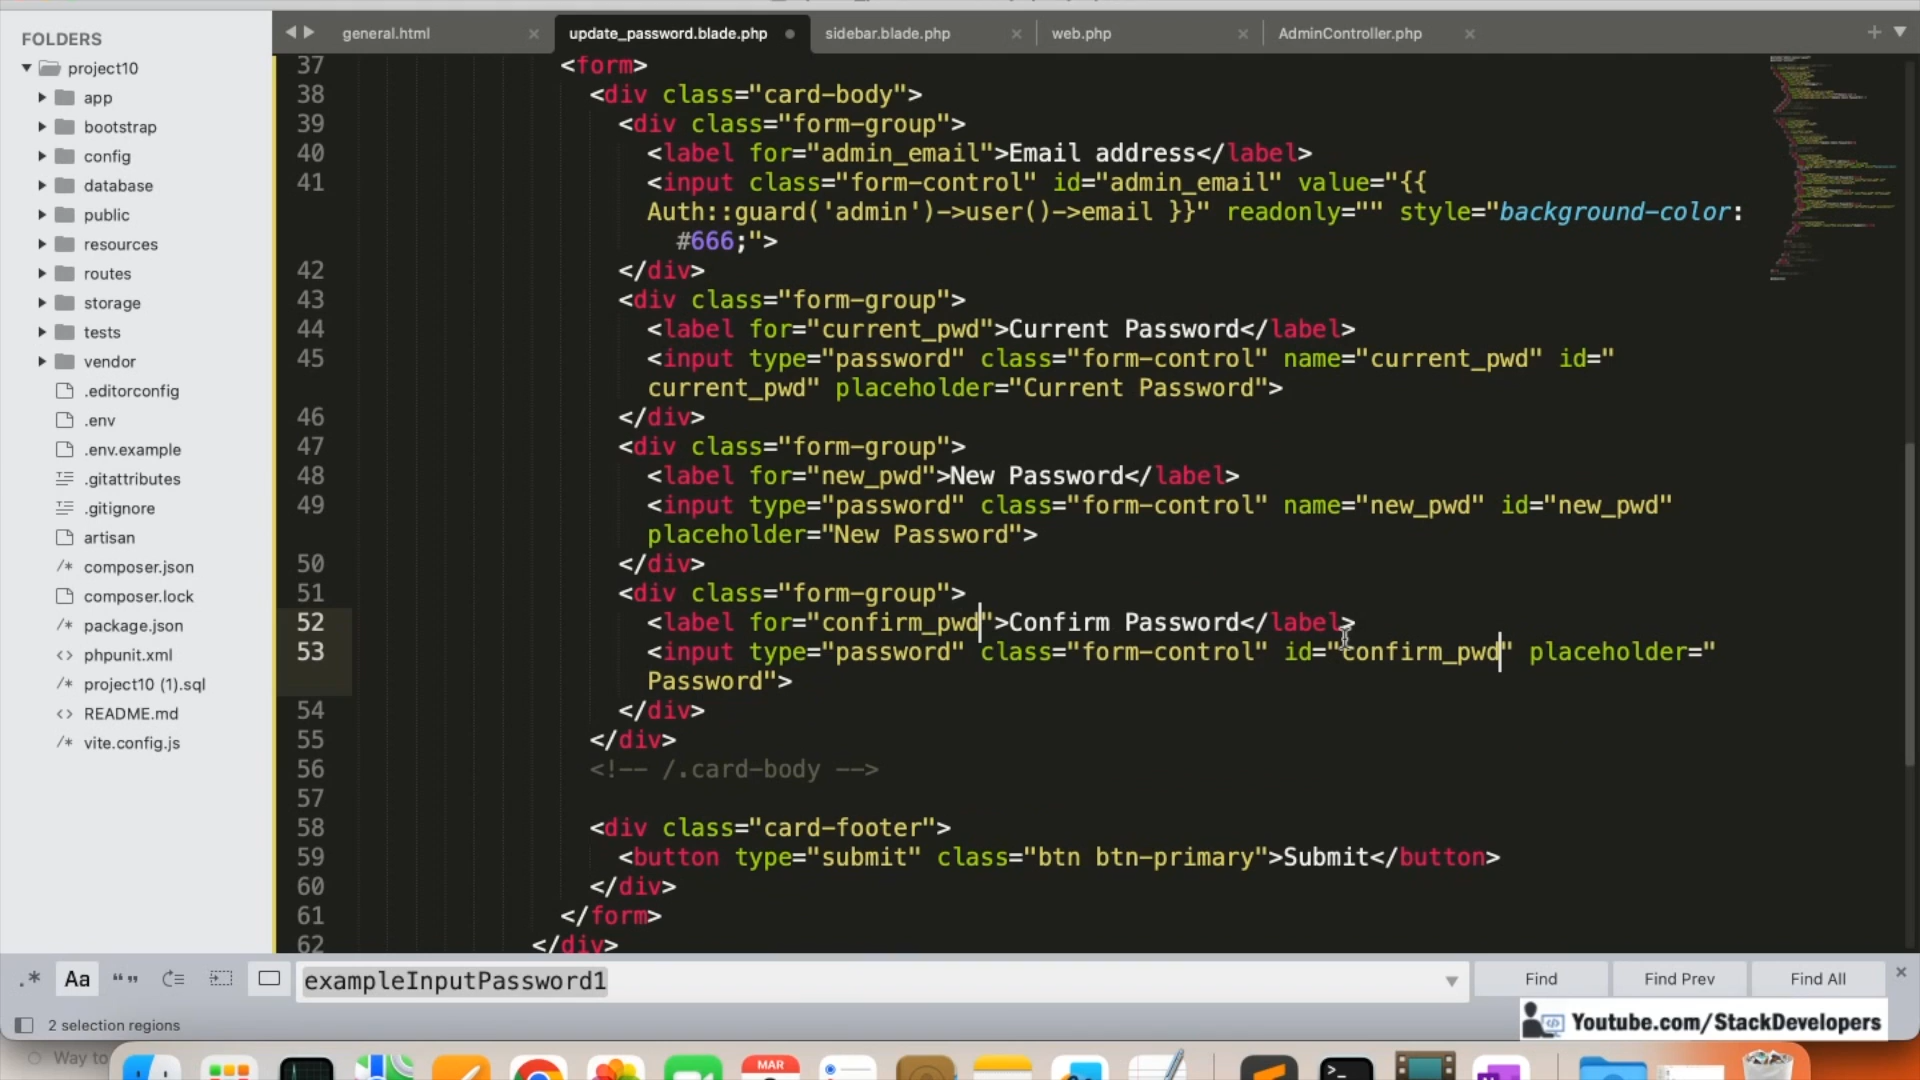 FOLDERS
project10
app
bootstrap
config
database
public
resources
routes
storage
tests
vendor
.editorconfig
.env
.env.example
.gitattributes
.gitignore
artisan
/* composer.json
composer.lock
/* package.json
<> phpunit.xml
/* project10 (1).sql
<> README.md
/* vite.config.js
general.html × update_password.blade.php sidebar.blade.php × web.php × AdminController.php × +
37 <form>
38 <div class="card-body">
39 <div class="form-group">
40 <label for="admin_email">Email address</label>
41 <input class="form-control" id="admin_email" value="{{
Auth::guard('admin')->user()->email }}" readonly="" style="background-color:
#666;">
42 </div>
43 <div class="form-group">
44 <label for="current_pwd">Current Password</label>
45 <input type="password" class="form-control" name="current_pwd" id="
current_pwd" placeholder="Current Password">
46 </div>
47 <div class="form-group">
48 <label for="new_pwd">New Password</label>
49 <input type="password" class="form-control" name="new_pwd" id="new_pwd"
placeholder="New Password">
50 </div>
51 <div class="form-group">
52 <label for="confirm_pwd">Confirm Password</label>
53 <input type="password" class="form-control" id="confirm_pwd" placeholder="
Password">
54 </div>
55 </div>
56 <!-- /.card-body -->
57
58 <div class="card-footer">
59 <button type="submit" class="btn btn-primary">Submit</button>
60 </div>
61 </form>
62 </div>
.* Aa “” exampleInputPassword1 Find Find Prev Find All ×
2 selection regions
Youtube.com/StackDevelopers
Way to
MAR